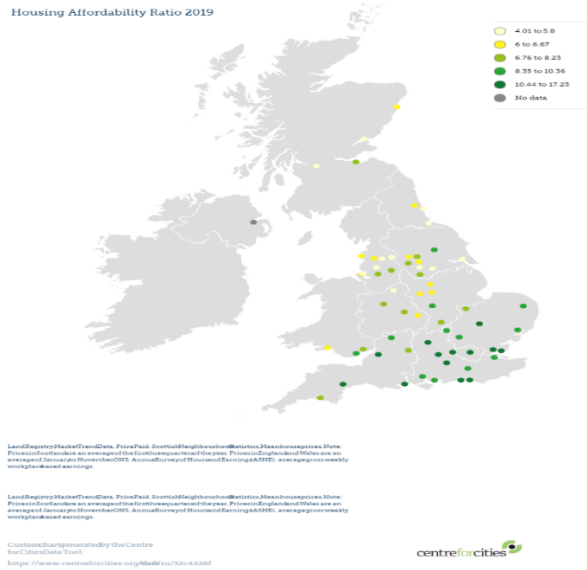 Housing Affordability Ratio 2019
4.01 to 5.8
6 to 6.67
6.76 to 8.23
8.35 to 10.36
10.44 to 17.23
No data
Land Registry, Market Trend Data, Price Paid. Scottish Neighbourhood Statistics, Mean house prices. Note:
Prices in Scotland are an average of the first three quarters of the year. Prices in England and Wales are an
average of January to November ONS, Annual Survey of Hours and Earnings (ASHE), average gross weekly
workplace based earnings.
Land Registry, Market Trend Data, Price Paid. Scottish Neighbourhood Statistics, Mean house prices. Note:
Prices in Scotland are an average of the first three quarters of the year. Prices in England and Wales are an
average of January to November ONS, Annual Survey of Hours and Earnings (ASHE), average gross weekly
workplace based earnings.
Custom chart generated by the Centre
for Cities Data Tool:
centreforcities